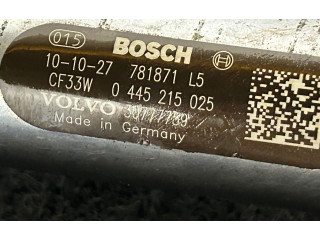 015 BOSCH
10-10-27 781871 L5
CF33W 0 445 215 025
VOLVO 30777739
Made in Germany